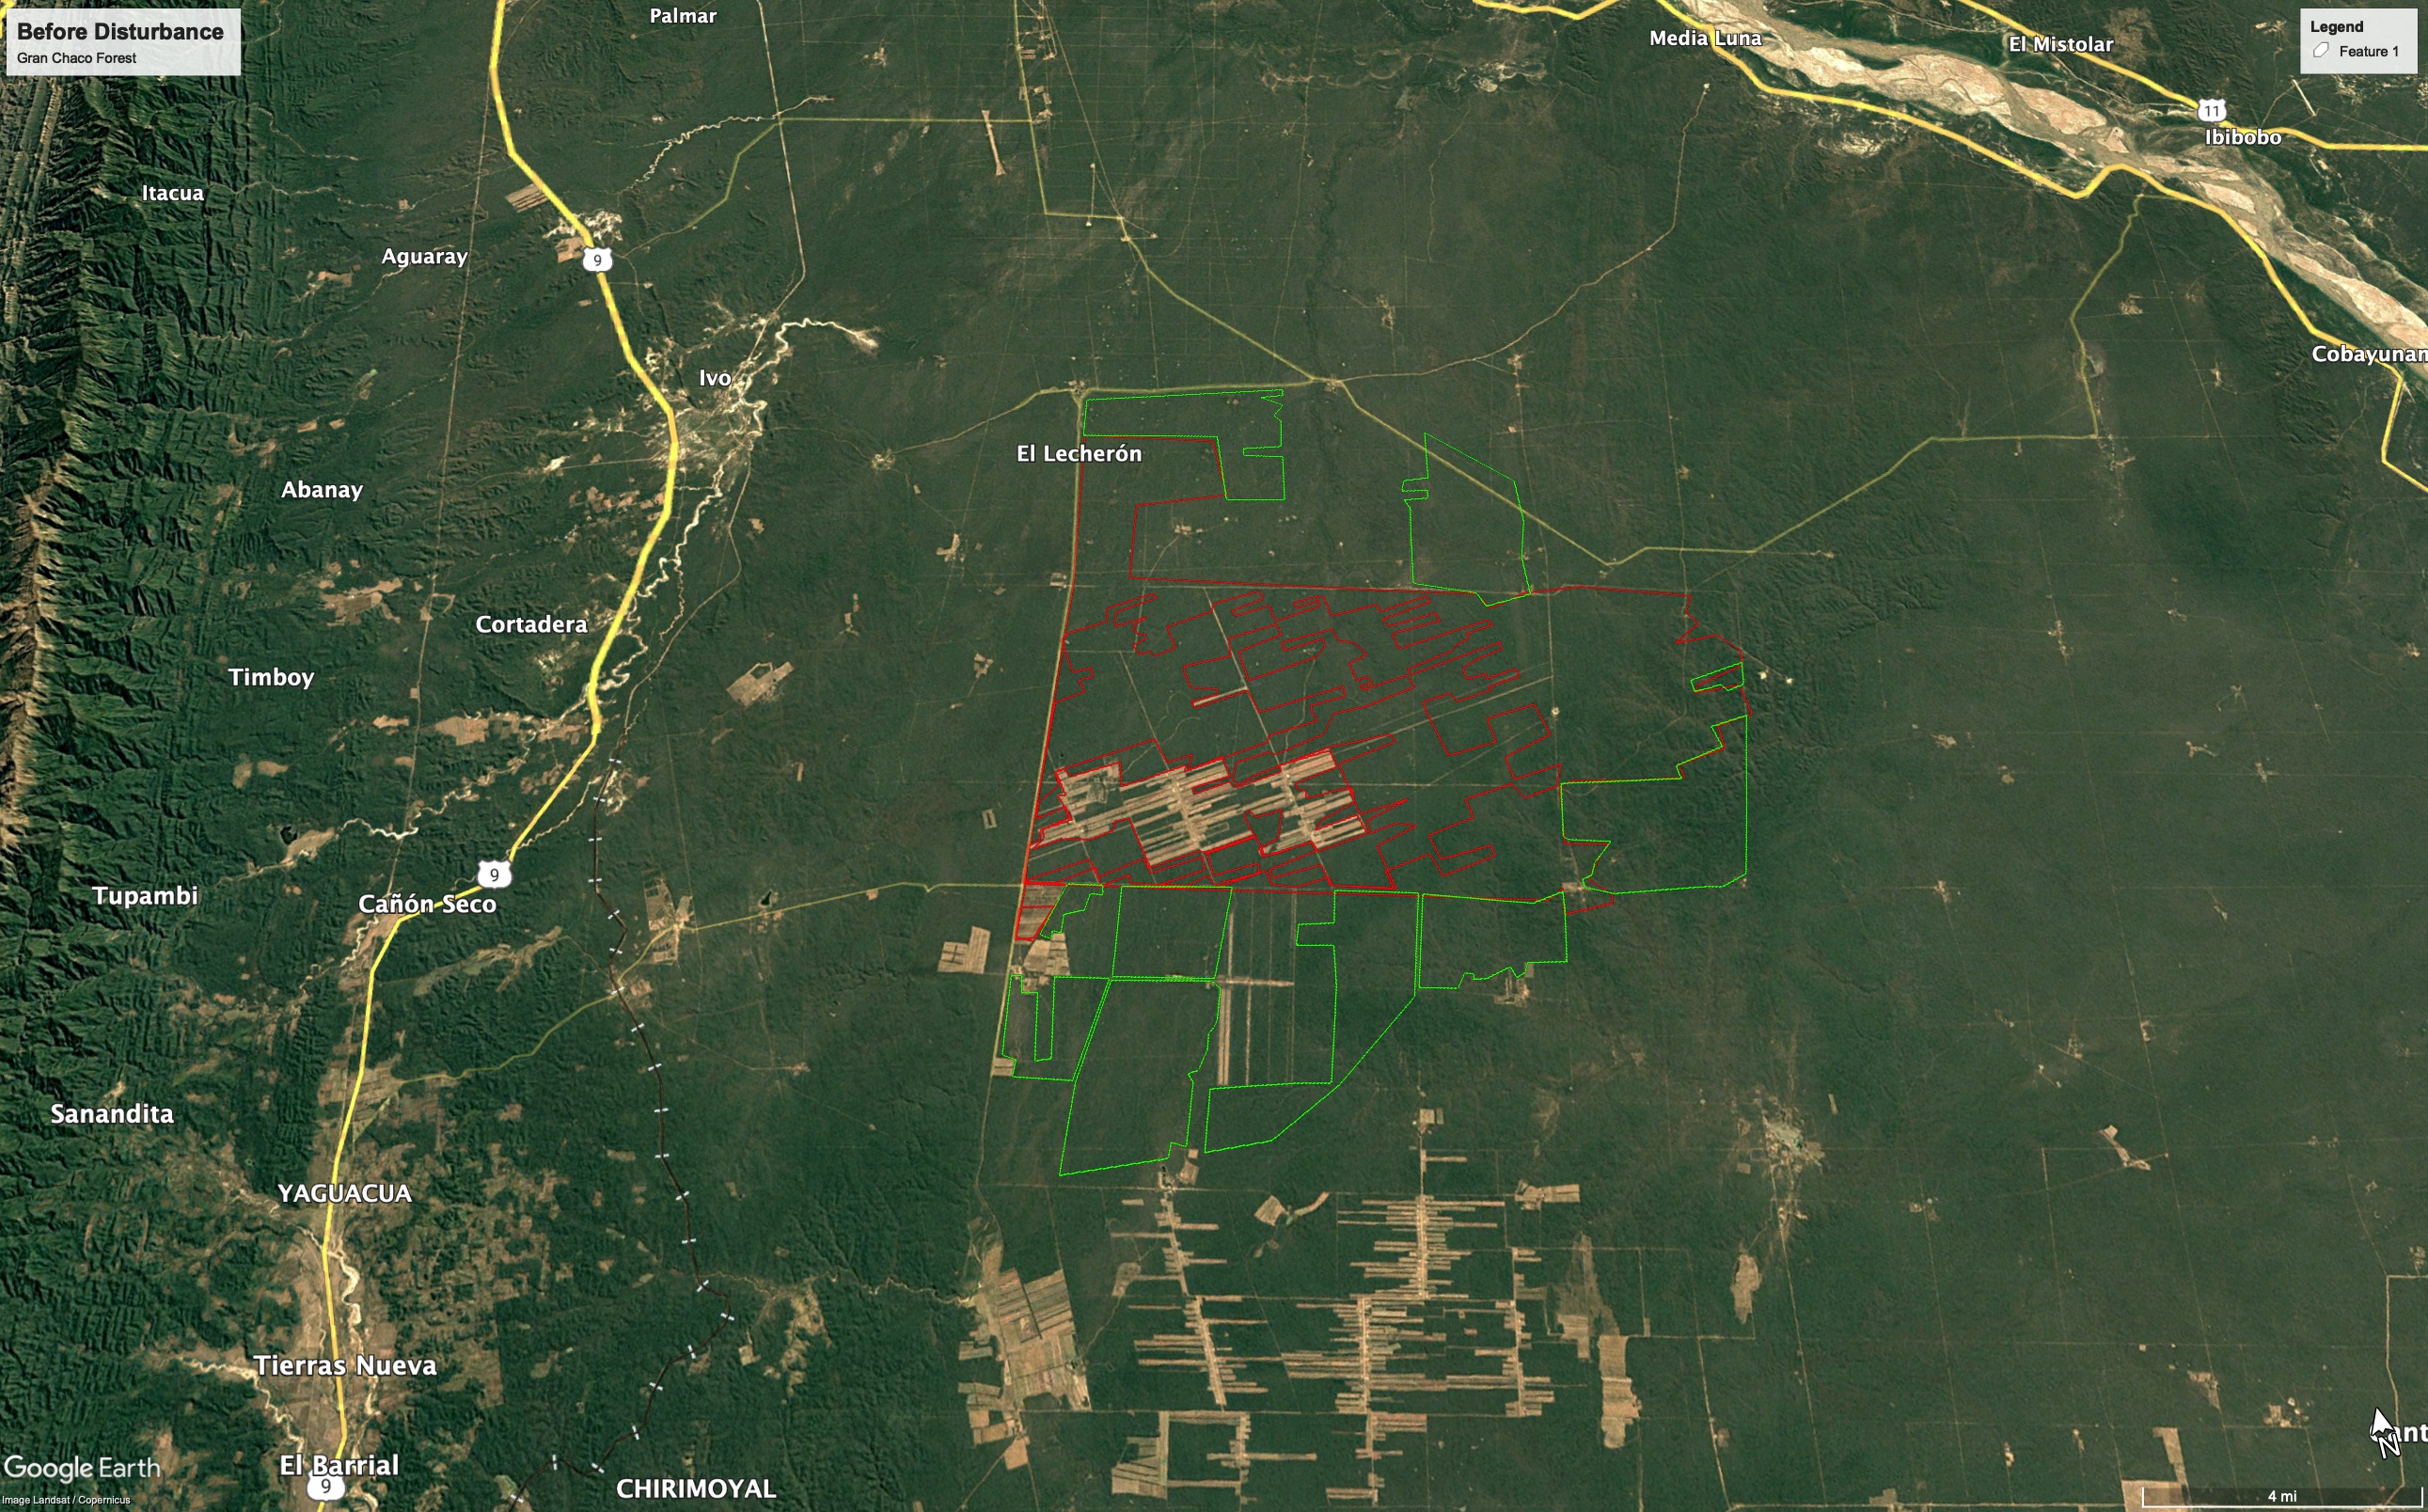 Before Disturbance
Gran Chaco Forest
Palmar
Media Luna
El Mistolar
Legend
Feature 1
11
Ibibobo
Itacua
Aguaray
9
Cobayunan
Ivo
El Lecherón
Abanay
Cortadera
Timboy
9
Tupambi
Cañón Seco
Sanandita
YAGUACUA
Tierras Nueva
El Barrial
9
CHIRIMOYAL
N
Google Earth
Image Landsat / Copernicus
4 mi